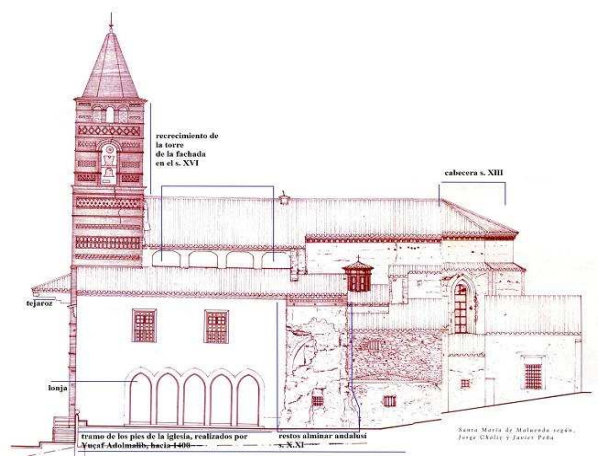 recrecimiento de
la torre
de la fachada
en el s. XVI
cabecera s. XIII
tejaroz
lonja
tramo de los pies de la iglesia, realizados por
Yuçaf Adolmalib, hacia 1400
restos alminar andalusí
s. X.XI
Santa María de Maluenda según,
Jorge Chóliz y Javier Peña